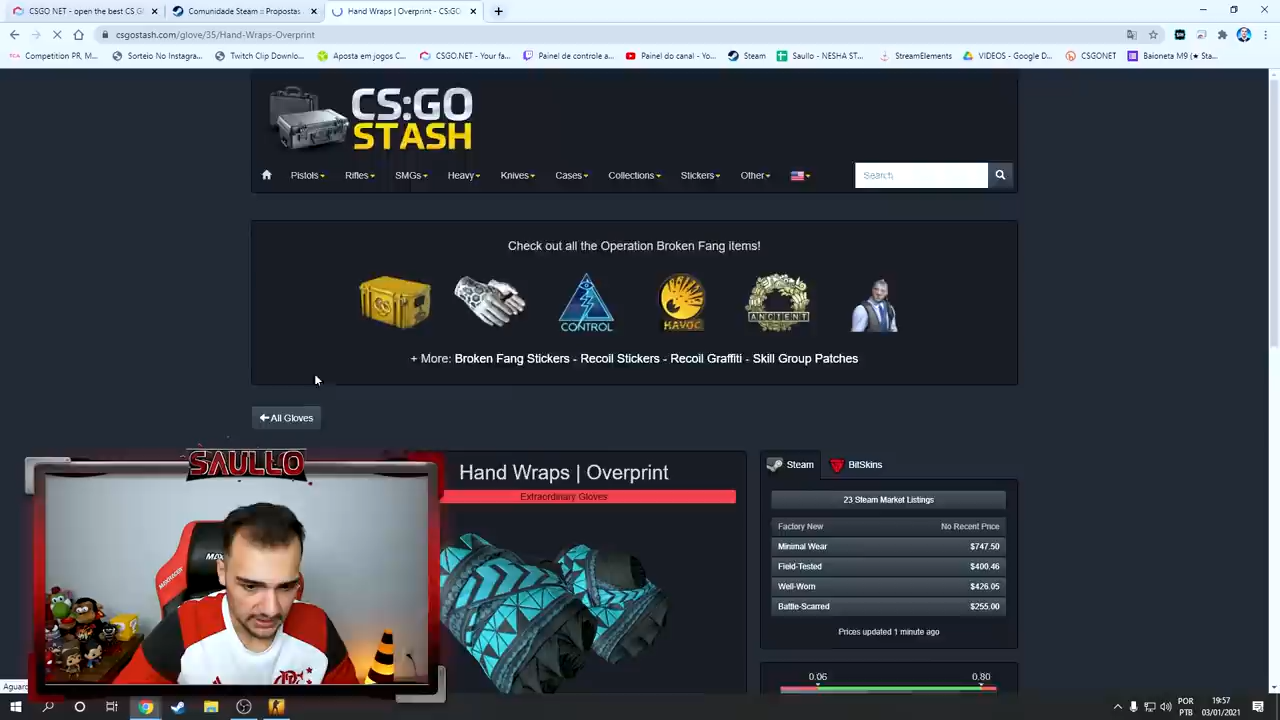 CSGO NET - open the best CS G
Comunidade Steam :: Propostas
Hand Wraps | Overprint - CS:GO
csgostash.com/glove/35/Hand-Wraps-Overprint
Competition PR, M...
Sorteio No Instagra...
Twitch Clip Downlo...
Aposta em jogos C...
CSGO.NET - Your fa...
Painel de controle a...
Painel do canal - Yo...
Steam
Saullo - NESHA ST...
StreamElements
VIDEOS - Google D...
CSGONET
Baioneta M9 (★ Sta...
CS:GO
STASH
Pistols
Rifles
SMGs
Heavy
Knives
Cases
Collections
Stickers
Other
Search
Check out all the Operation Broken Fang items!
CONTROL
HAVOC
ANCIENT
+ More: Broken Fang Stickers - Recoil Stickers - Recoil Graffiti - Skill Group Patches
All Gloves
SAULLO
Hand Wraps | Overprint
Extraordinary Gloves
Steam
BitSkins
23 Steam Market Listings
Factory New No Recent Price
Minimal Wear $747.50
Field-Tested $400.46
Well-Worn $426.05
Battle-Scarred $255.00
Prices updated 1 minute ago
0.06 0.80
Aguard
POR
PTB
19:57
03/01/2021